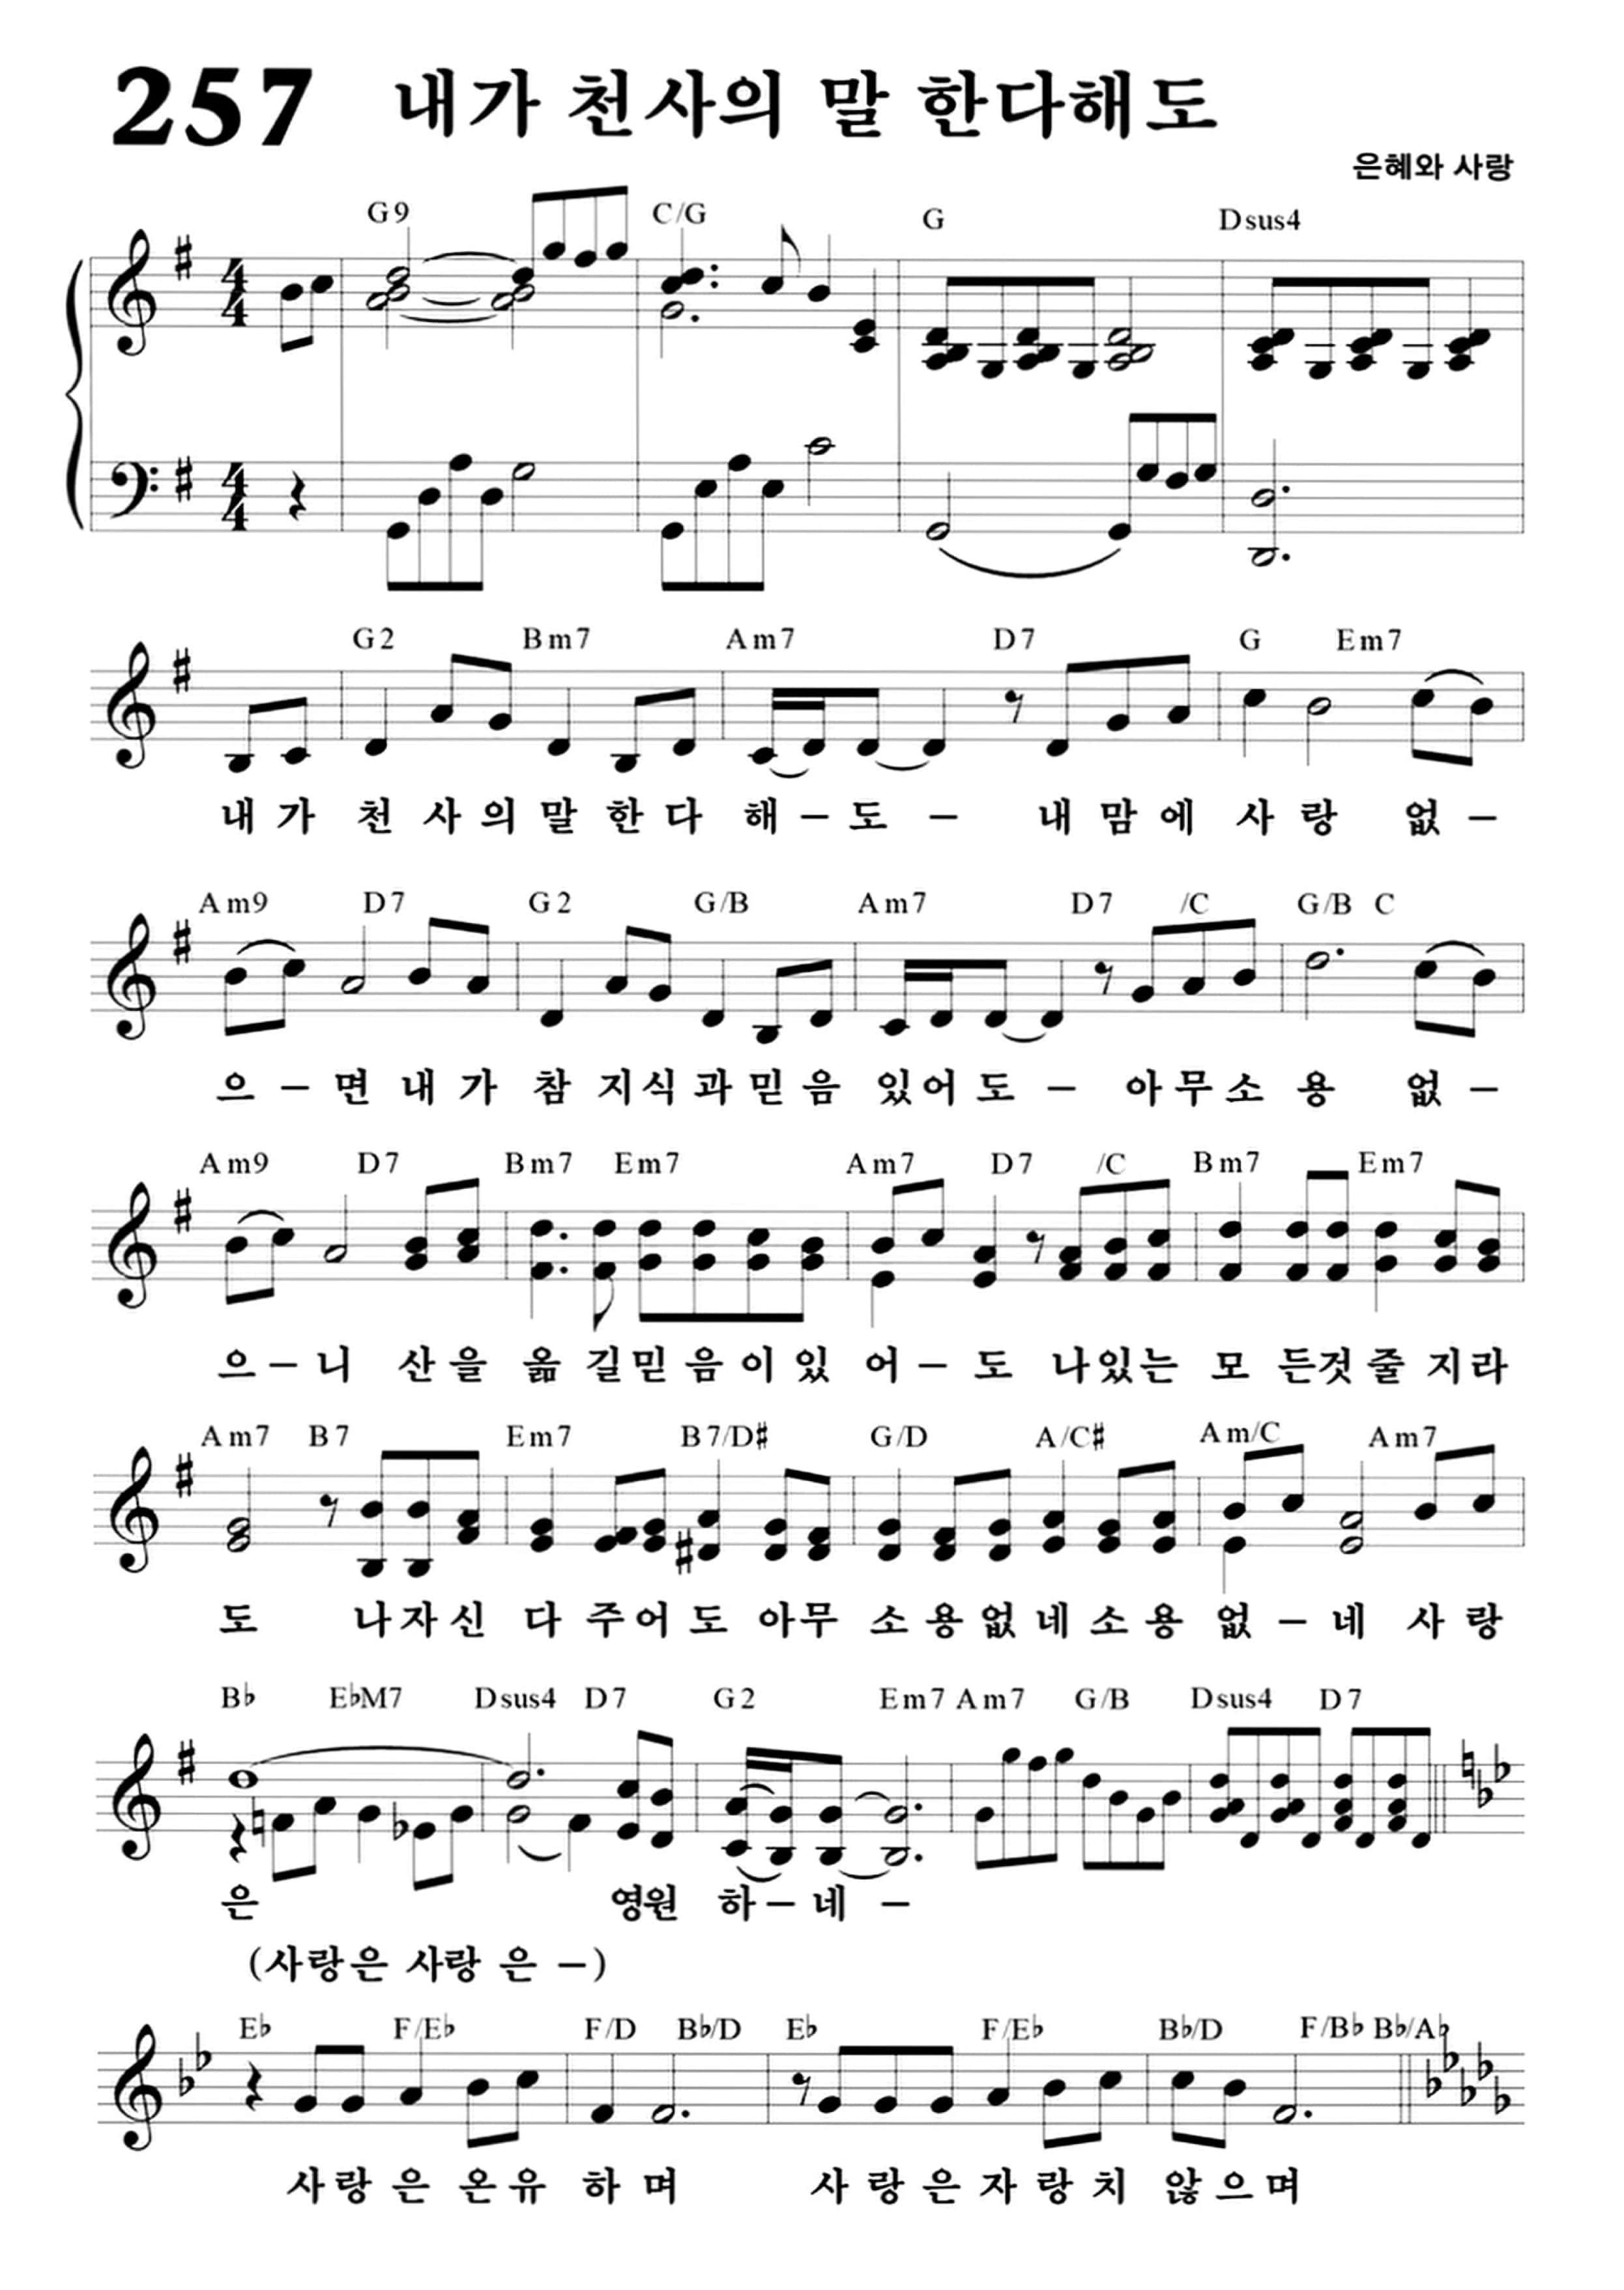 257 내가 천사의 말 한다해도
은혜와 사랑
G9 C/G G Dsus4
G2 Bm7 Am7 D7 G Em7
내 가 천 사 의 말 한 다 해 – 도 – 내 맘 에 사 랑 없 –
Am9 D7 G2 G/B Am7 D7 /C G/B C
으 – 면 내 가 참 지 식 과 믿 음 있 어 도 – 아 무 소 용 없 –
Am9 D7 Bm7 Em7 Am7 D7 /C Bm7 Em7
으 – 니 산 을 옮 길 믿 음 이 있 어 – 도 나 있 는 모 든 것 줄 지 라
Am7 B7 Em7 B7/D♯ G/D A/C♯ Am/C Am7
도 나 자 신 다 주 어 도 아 무 소 용 없 네 소 용 없 – 네 사 랑
B♭ E♭M7 Dsus4 D7 G2 Em7 Am7 G/B Dsus4 D7
은 영원 하 – 네 –
(사랑은 사랑 은 –)
E♭ F/E♭ F/D B♭/D E♭ F/E♭ B♭/D F/B♭ B♭/A♭
사 랑 은 온 유 하 며 사 랑 은 자 랑 치 않 으 며